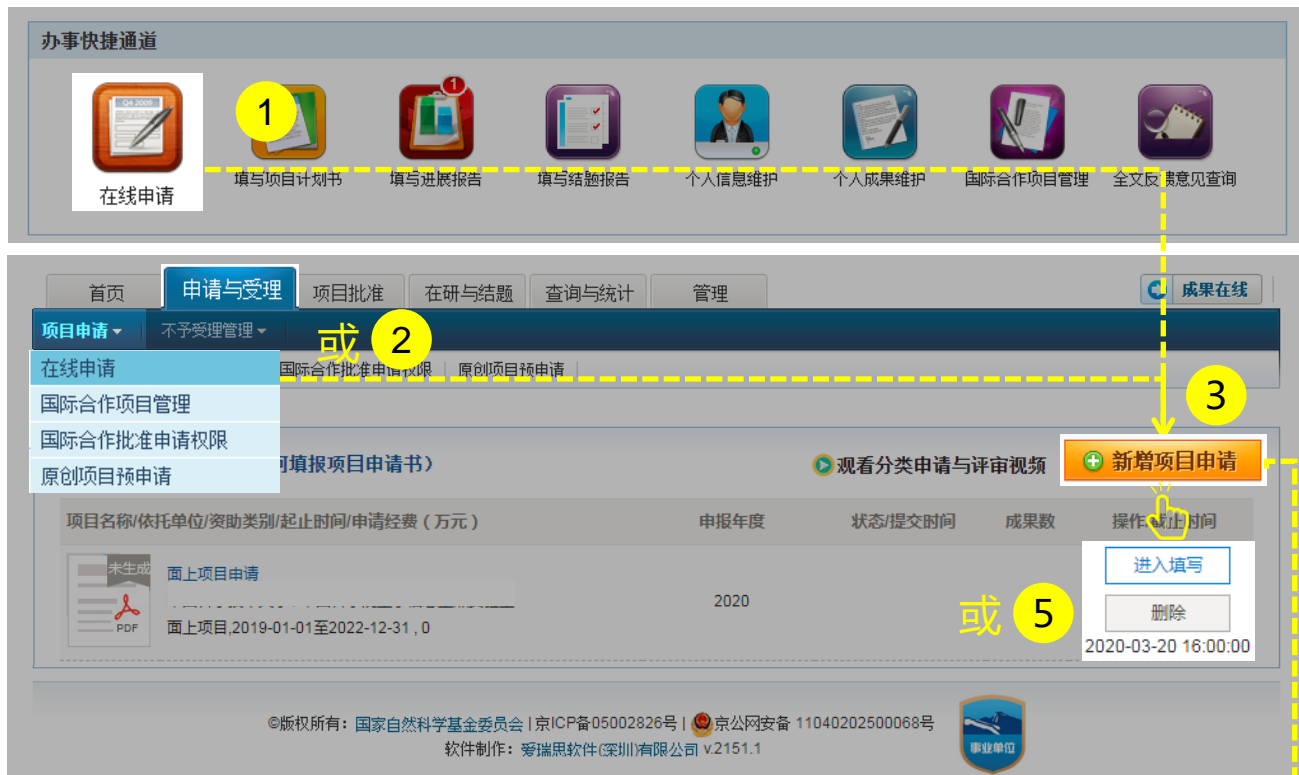 办事快捷通道
Q4 2009
1
1
在线申请
填写项目计划书
填写进展报告
填写结题报告
个人信息维护
个人成果维护
国际合作项目管理
全文反馈意见查询
首页
申请与受理
项目批准
在研与结题
查询与统计
管理
成果在线
项目申请
不予受理管理
或
2
在线申请
国际合作批准申请权限
原创项目预申请
国际合作项目管理
国际合作批准申请权限
原创项目预申请
3
填报项目申请书）
观看分类申请与评审视频
新增项目申请
项目名称/依托单位/资助类别/起止时间/申请经费（万元）
申报年度
状态/提交时间
成果数
操作/截止时间
未生成
PDF
面上项目申请
面上项目,2019-01-01至2022-12-31 , 0
2020
或
5
进入填写
删除
2020-03-20 16:00:00
©版权所有：国家自然科学基金委员会 | 京ICP备05002826号 | 京公网安备 11040202500068号
软件制作：爱瑞思软件(深圳)有限公司 v.2151.1
事业单位